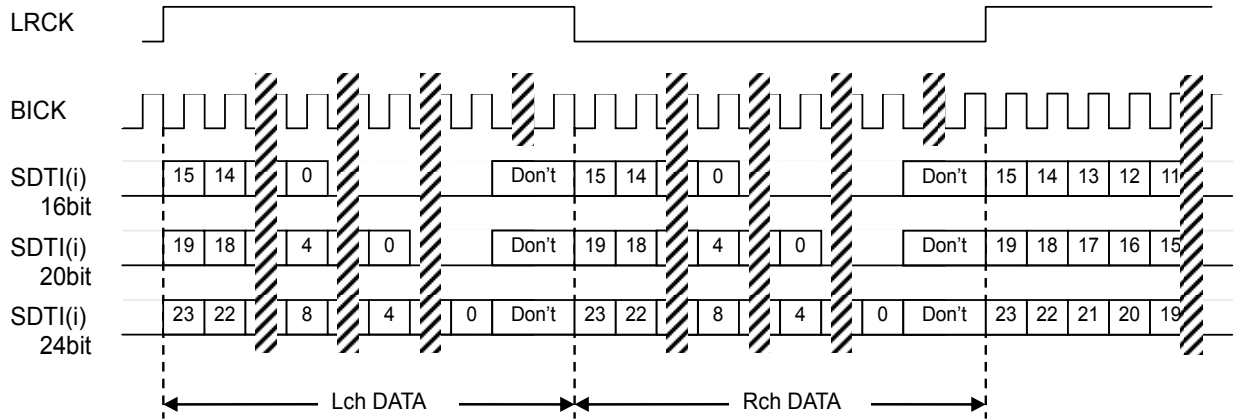 LRCK
BICK
SDTI(i) 15 14 0 Don't 15 14 0 Don't 15 14 13 12 11
16bit
SDTI(i) 19 18 4 0 Don't 19 18 4 0 Don't 19 18 17 16 15
20bit
SDTI(i) 23 22 8 4 0 Don't 23 22 8 4 0 Don't 23 22 21 20 19
24bit
Lch DATA Rch DATA